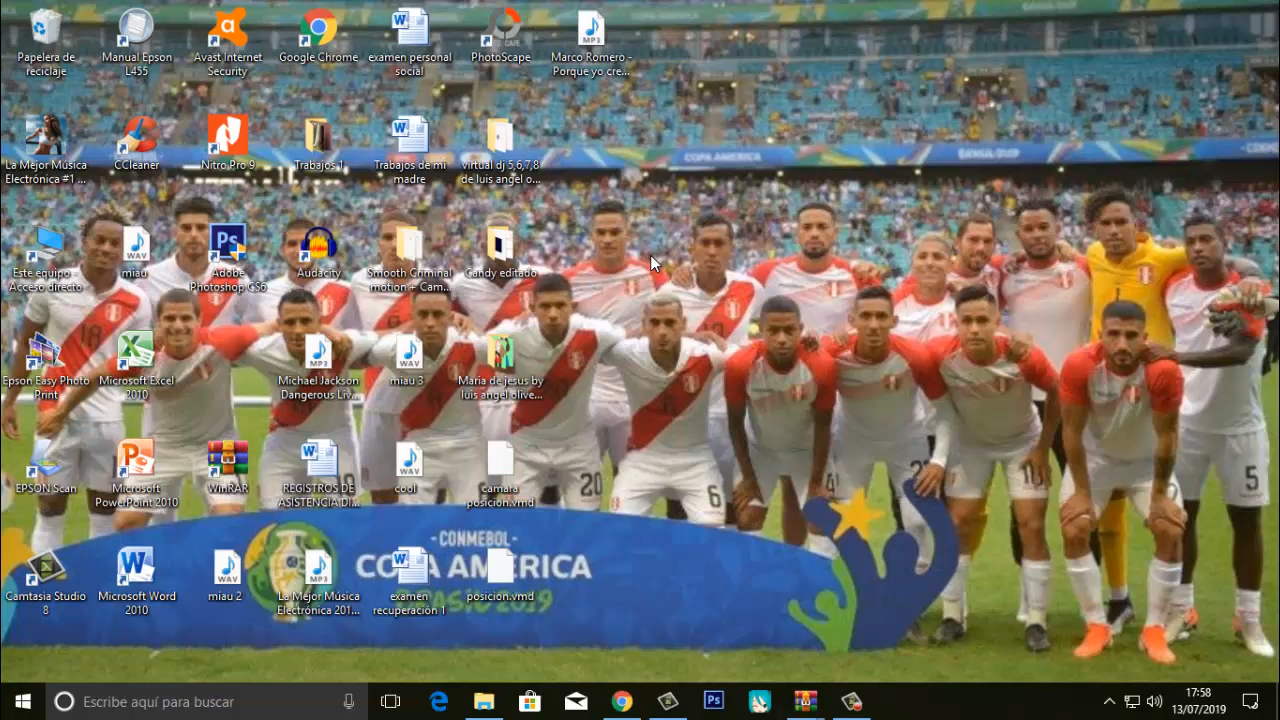 Papelera de
reciclaje
Manual Epson
L455
Avast Internet
Security
Google Chrome
examen personal
social
PhotoScape
Marco Romero -
Porque yo cre...
La Mejor Música
Electrónica #1 ...
CCleaner
Nitro Pro 9
Trabajos 1
Trabajos de mi
madre
virtual dj 5,6,7,8
de luis angel o...
COPA AMERICA
Este equipo -
Acceso directo
miau
Adobe
Photoshop CS6
Audacity
Smooth Criminal
motion + Cam...
Candy editado
Epson Easy Photo
Print
Microsoft Excel
2010
Michael Jackson
Dangerous Liv...
miau 3
Maria de jesus by
luis angel olive...
EPSON Scan
Microsoft
PowerPoint 2010
WinRAR
REGISTROS DE
ASISTENCIA DI...
cool
camara
posicion.vmd
20
6
5
-CONMEBOL-
COPA AMERICA
2019
Camtasia Studio
8
Microsoft Word
2010
miau 2
La Mejor Música
Electrónica 201...
examen
recuperación 1
posicion.vmd
Escribe aquí para buscar
17:58
13/07/2019